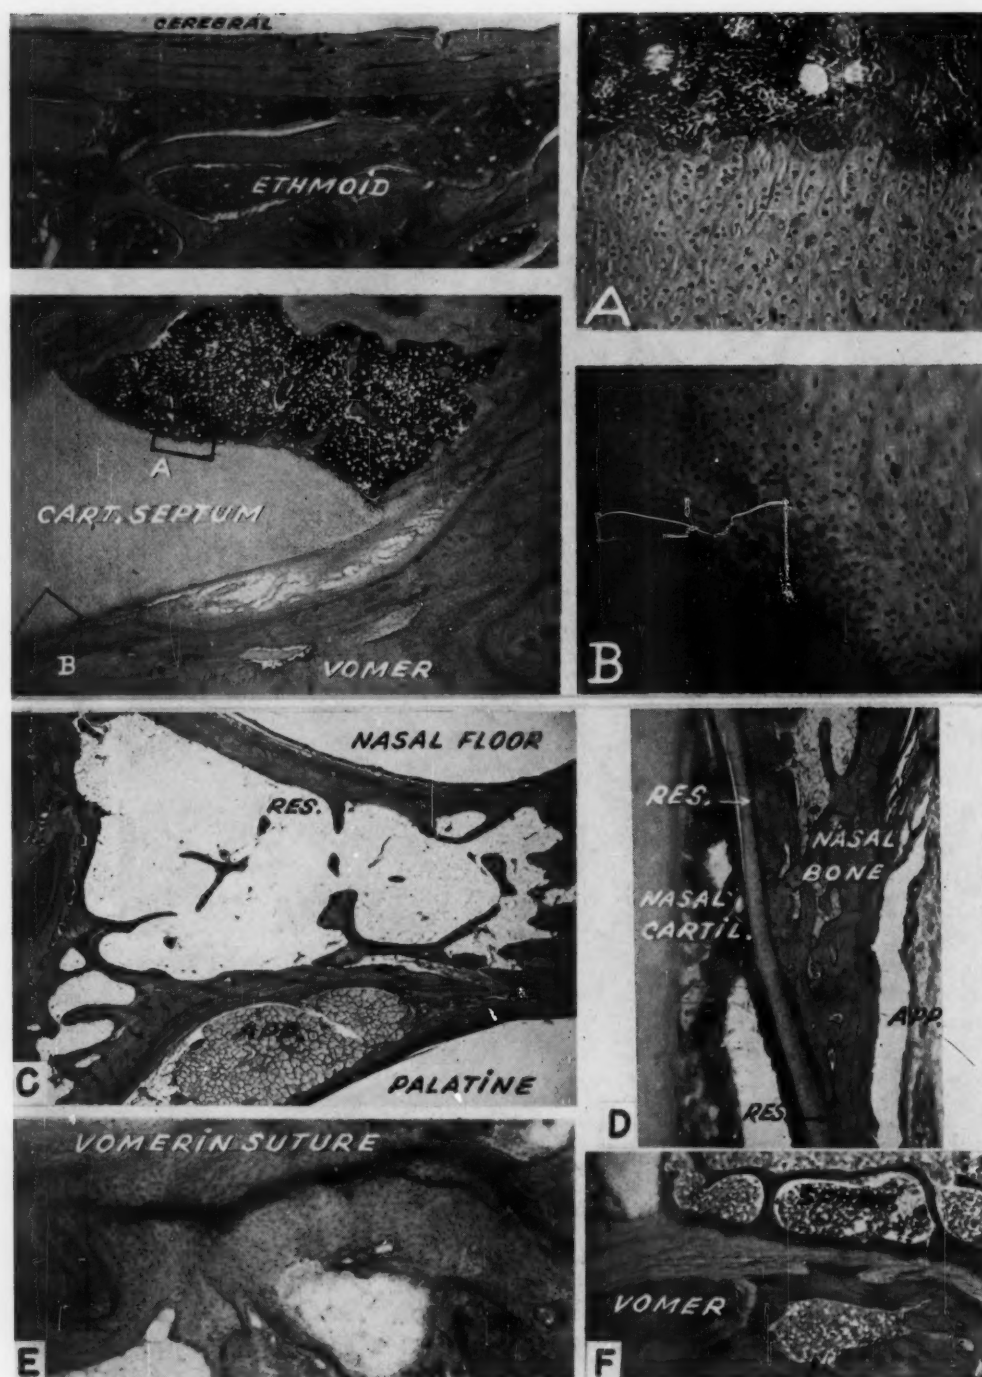 CEREBRAL
ETHMOID
A
A
CART. SEPTUM
B
VOMER
B
NASAL FLOOR
RES.
APP.
PALATINE
C
RES.
NASAL
BONE
NASAL
CARTIL.
APP.
RES.
D
VOMERIN SUTURE
E
VOMER
F